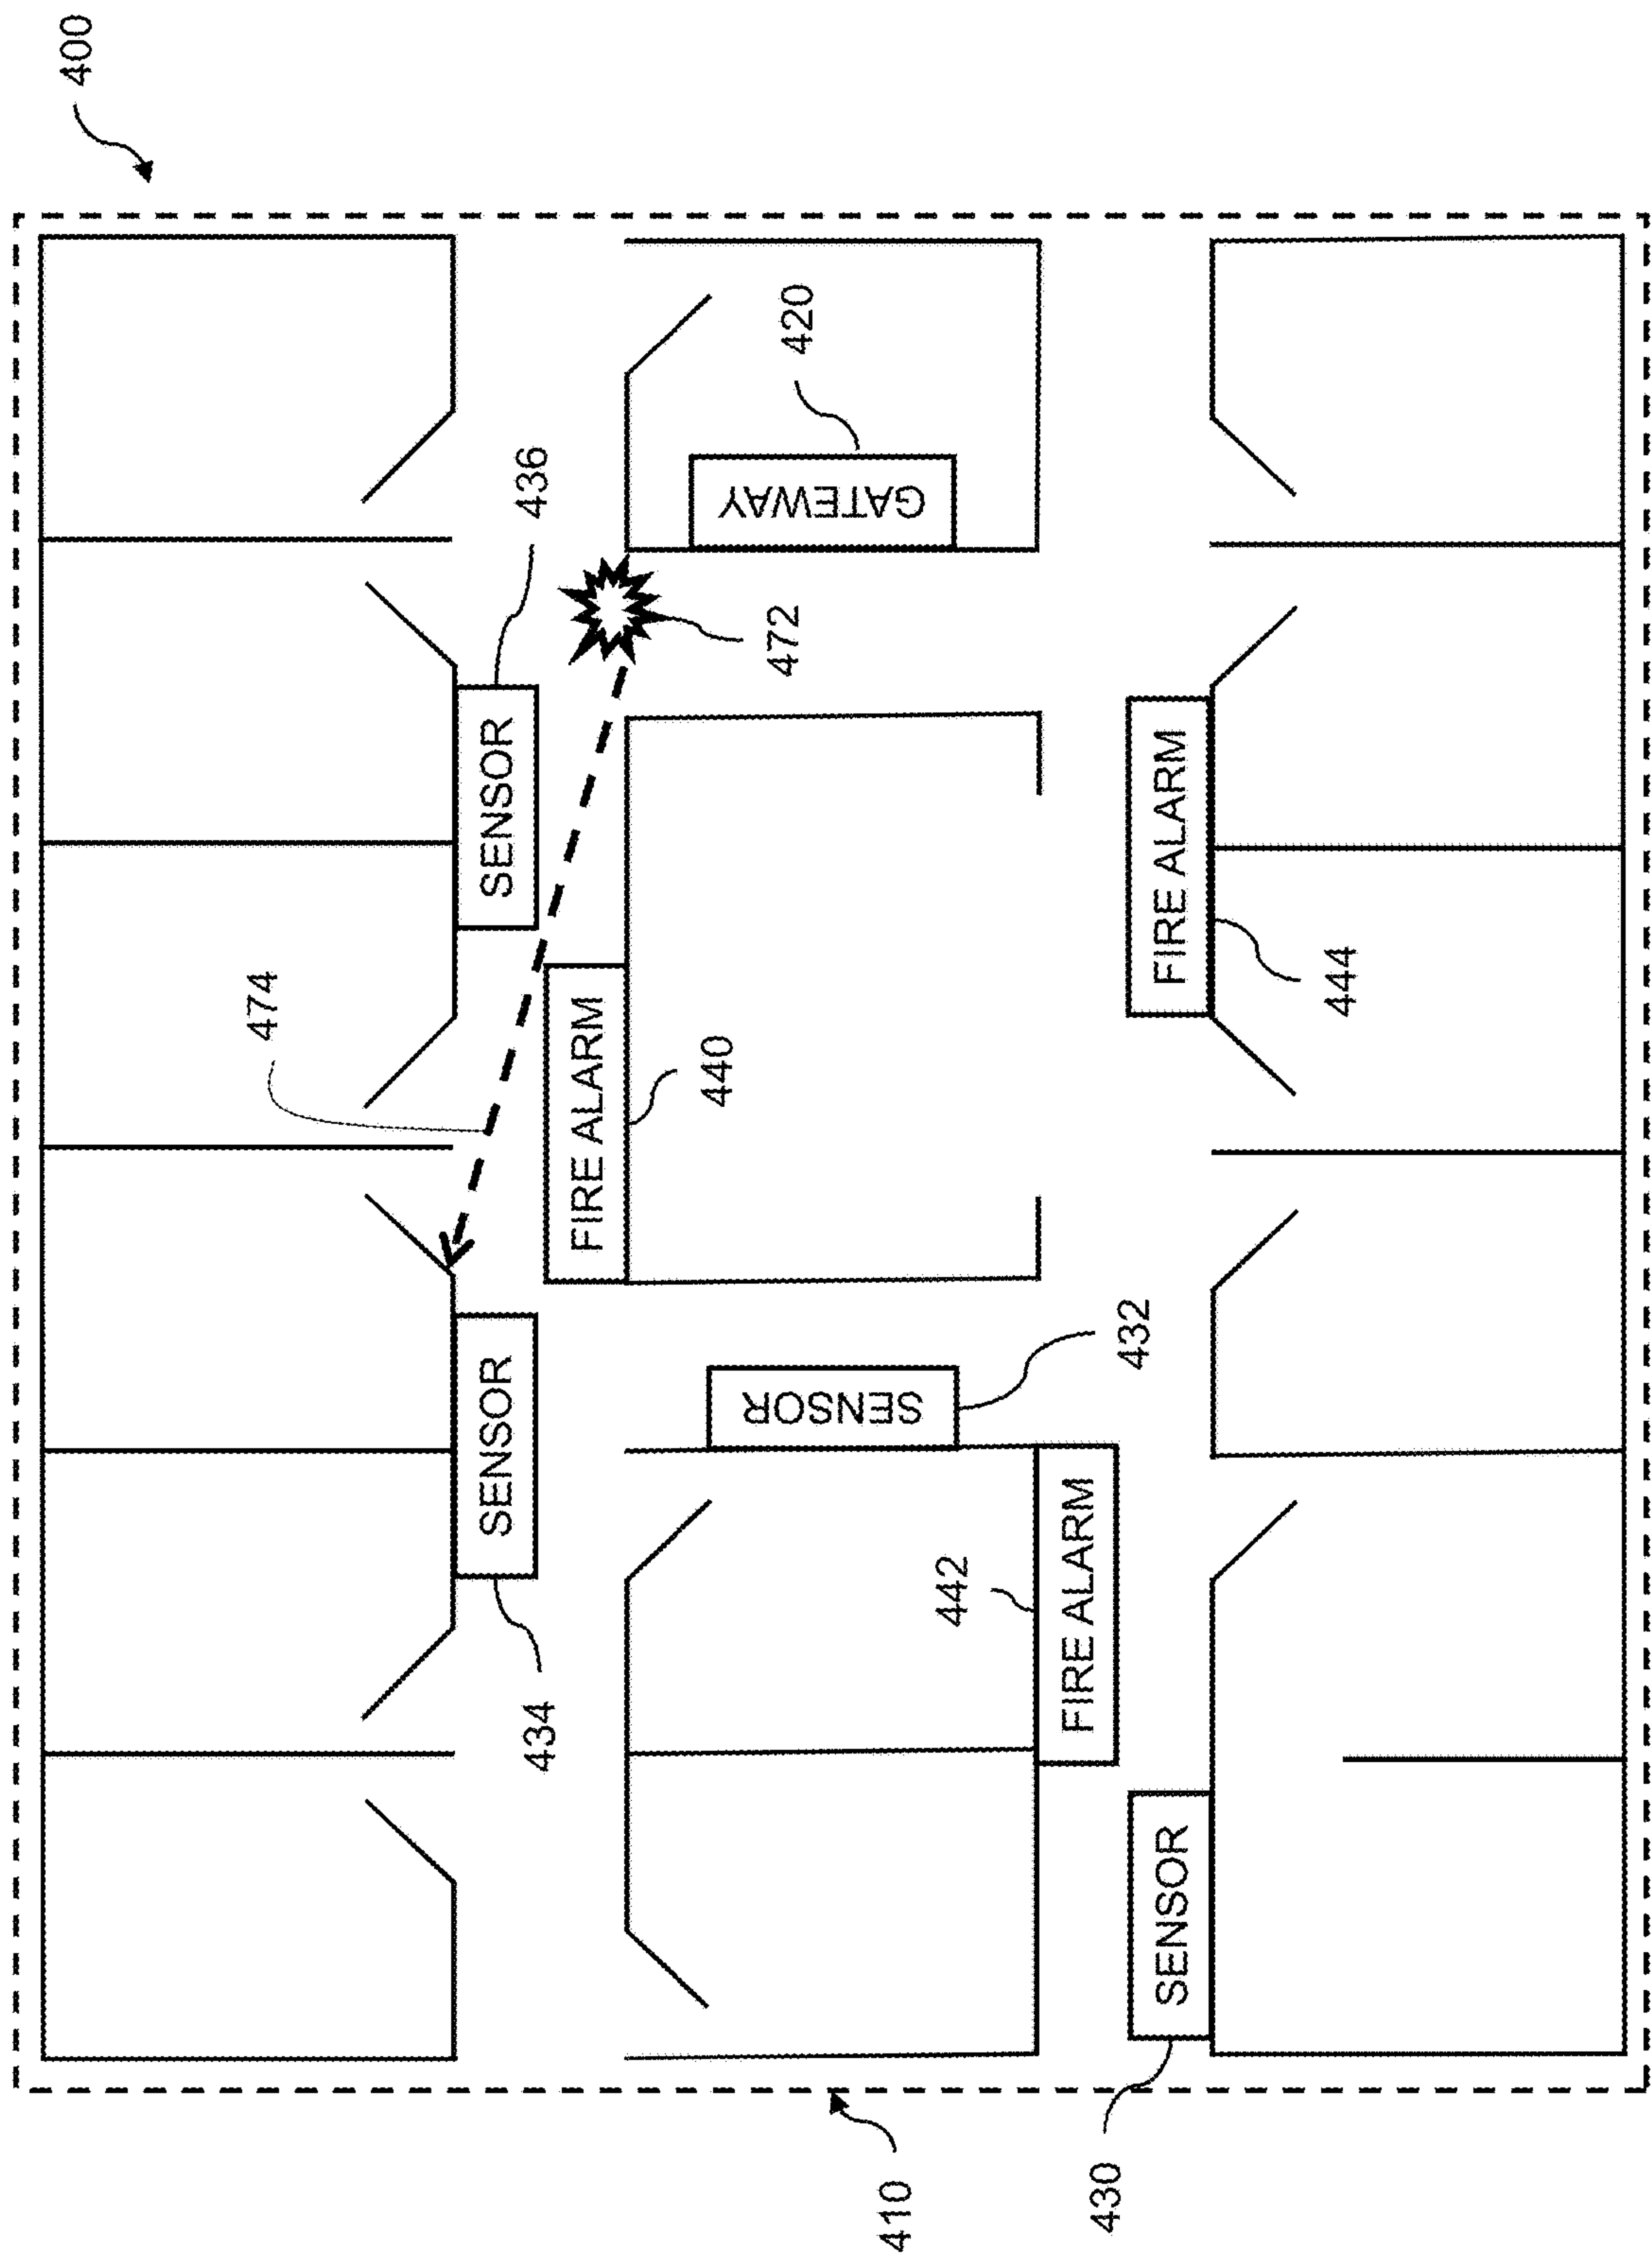 400
474
434
SENSOR
SENSOR
436
FIRE ALARM
440
472
420
SENSOR
GATEWAY
410
442
FIRE ALARM
432
430
SENSOR
FIRE ALARM
444